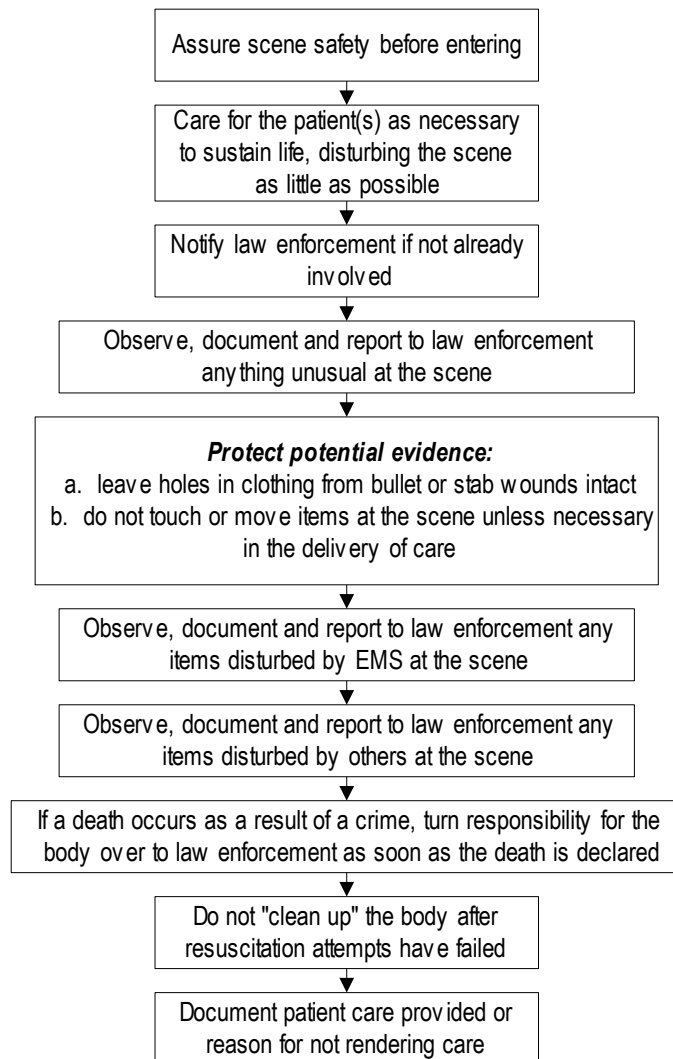 Assure scene safety before entering
Care for the patient(s) as necessary
to sustain life, disturbing the scene
as little as possible
Notify law enforcement if not already
involved
Observe, document and report to law enforcement
anything unusual at the scene
Protect potential evidence:
a. leave holes in clothing from bullet or stab wounds intact
b. do not touch or move items at the scene unless necessary
in the delivery of care
Observe, document and report to law enforcement any
items disturbed by EMS at the scene
Observe, document and report to law enforcement any
items disturbed by others at the scene
If a death occurs as a result of a crime, turn responsibility for the
body over to law enforcement as soon as the death is declared
Do not "clean up" the body after
resuscitation attempts have failed
Document patient care provided or
reason for not rendering care